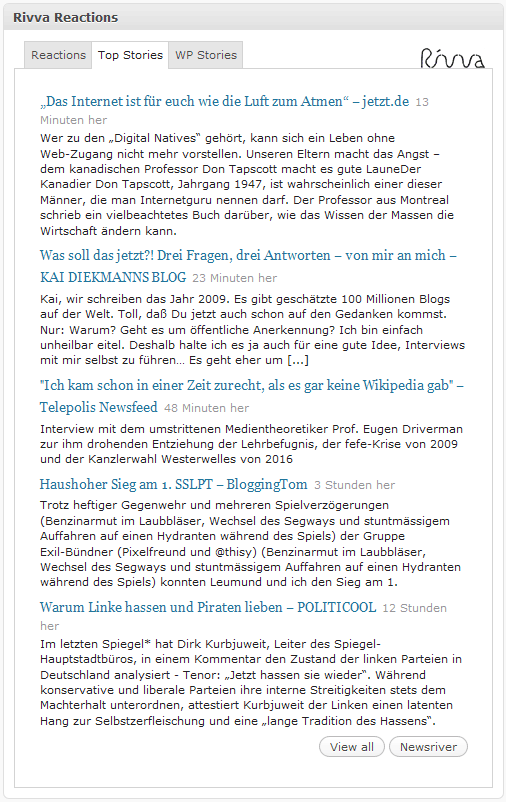 Rivva Reactions
Reactions Top Stories WP Stories
Rivva
„Das Internet ist für euch wie die Luft zum Atmen“ – jetzt.de 13
Minuten her
Wer zu den „Digital Natives“ gehört, kann sich ein Leben ohne
Web-Zugang nicht mehr vorstellen. Unseren Eltern macht das Angst –
dem kanadischen Professor Don Tapscott macht es gute LauneDer
Kanadier Don Tapscott, Jahrgang 1947, ist wahrscheinlich einer dieser
Männer, die man Internetguru nennen darf. Der Professor aus Montreal
schrieb ein vielbeachtetes Buch darüber, wie das Wissen der Massen die
Wirtschaft ändern kann.
Was soll das jetzt?! Drei Fragen, drei Antworten – von mir an mich –
KAI DIEKMANNS BLOG 23 Minuten her
Kai, wir schreiben das Jahr 2009. Es gibt geschätzte 100 Millionen Blogs
auf der Welt. Toll, daß Du jetzt auch schon auf den Gedanken kommst.
Nur: Warum? Geht es um öffentliche Anerkennung? Ich bin einfach
unheilbar eitel. Deshalb halte ich es ja auch für eine gute Idee, Interviews
mit mir selbst zu führen… Es geht eher um [...]
"Ich kam schon in einer Zeit zurecht, als es gar keine Wikipedia gab" –
Telepolis Newsfeed 48 Minuten her
Interview mit dem umstrittenen Medientheoretiker Prof. Eugen Driverman
zur ihm drohenden Entziehung der Lehrbefugnis, der fefe-Krise von 2009
und der Kanzlerwahl Westerwelles von 2016
Haushoher Sieg am 1. SSLPT – BloggingTom 3 Stunden her
Trotz heftiger Gegenwehr und mehreren Spielverzögerungen
(Benzinarmut im Laubbläser, Wechsel des Segways und stuntmässigem
Auffahren auf einen Hydranten während des Spiels) der Gruppe
Exil-Bündner (Pixelfreund und @thisy) (Benzinarmut im Laubbläser,
Wechsel des Segways und stuntmässigem Auffahren auf einen Hydranten
während des Spiels) konnten Leumund und ich den Sieg am 1.
Warum Linke hassen und Piraten lieben – POLITICOOL 12 Stunden
her
Im letzten Spiegel* hat Dirk Kurbjuweit, Leiter des Spiegel-
Hauptstadtbüros, in einem Kommentar den Zustand der linken Parteien in
Deutschland analysiert - Tenor: „Jetzt hassen sie wieder“. Während
konservative und liberale Parteien ihre interne Streitigkeiten stets dem
Machterhalt unterordnen, attestiert Kurbjuweit der Linken einen latenten
Hang zur Selbstzerfleischung und eine „lange Tradition des Hassens“.
View all Newsriver